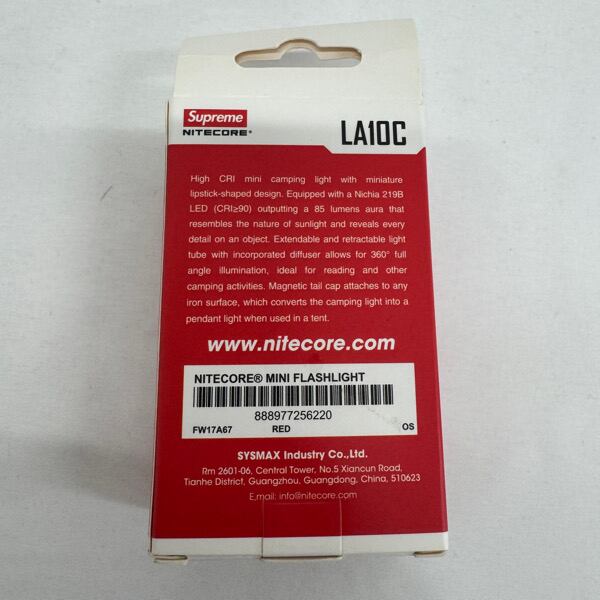 Supreme
NITECORE®
LA10C
High CRI mini camping light with miniature
lipstick-shaped design. Equipped with a Nichia 219B
LED (CRI≥90) outputting a 85 lumens aura that
resembles the nature of sunlight and reveals every
detail on an object. Extendable and retractable light
tube with incorporated diffuser allows for 360° full
angle illumination, ideal for reading and other
camping activities. Magnetic tail cap attaches to any
iron surface, which converts the camping light into a
pendant light when used in a tent.
www.nitecore.com
NITECORE® MINI FLASHLIGHT
888977256220
FW17A67 RED OS
SYSMAX Industry Co.,Ltd.
Rm 2601-06, Central Tower, No.5 Xiancun Road,
Tianhe District, Guangzhou, Guangdong, China, 510623
E,mail: info@nitecore.com